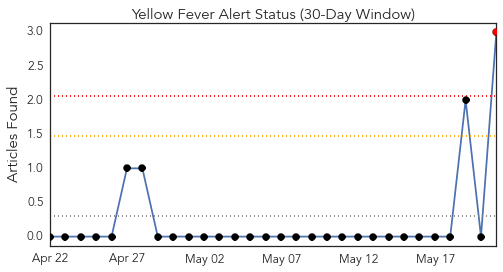 Yellow Fever Alert Status (30-Day Window)
Articles Found
3.0
2.5
2.0
1.5
1.0
0.5
0.0
Apr 22 Apr 27 May 02 May 07 May 12 May 17